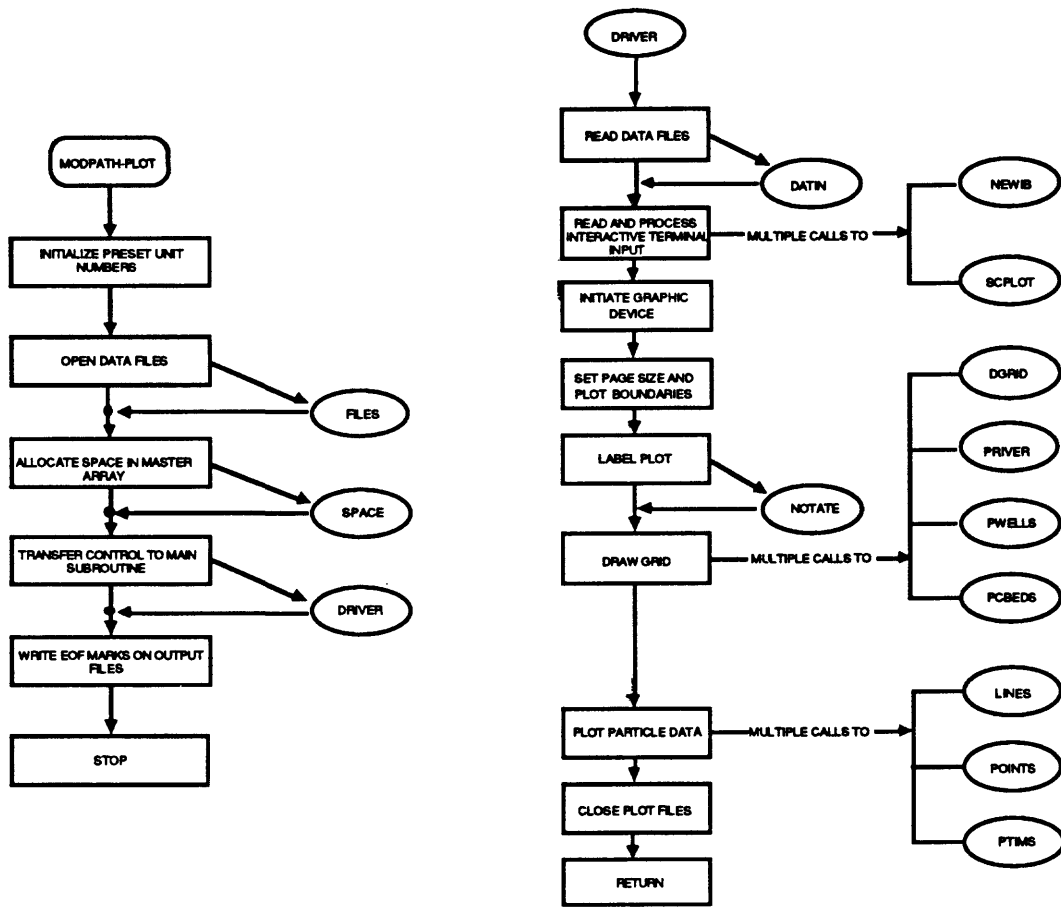 MODPATH-PLOT
INITIALIZE PRESET UNIT
NUMBERS
OPEN DATA FILES
FILES
ALLOCATE SPACE IN MASTER
ARRAY
SPACE
TRANSFER CONTROL TO MAIN
SUBROUTINE
DRIVER
WRITE EOF MARKS ON OUTPUT
FILES
STOP
DRIVER
READ DATA FILES
DATIN
READ AND PROCESS
INTERACTIVE TERMINAL
INPUT
MULTIPLE CALLS TO
NEWIB
SCPLOT
INITIATE GRAPHIC
DEVICE
SET PAGE SIZE AND
PLOT BOUNDARIES
LABEL PLOT
NOTATE
DRAW GRID
MULTIPLE CALLS TO
DGRID
PRIVER
PWELLS
PCBEDS
PLOT PARTICLE DATA
MULTIPLE CALLS TO
LINES
POINTS
PTIMS
CLOSE PLOT FILES
RETURN